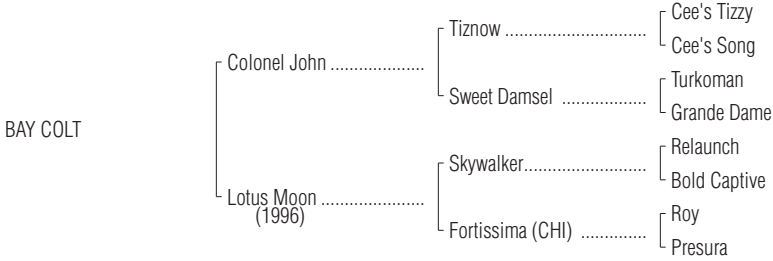 Cee's Tizzy
Tiznow ................................
Cee's Song
Colonel John .....................
Turkoman
Sweet Damsel ...................
Grande Dame
BAY COLT
Relaunch
Skywalker............................
Bold Captive
Lotus Moon .......................
(1996)
Roy
Fortissima (CHI) ...............
Presura